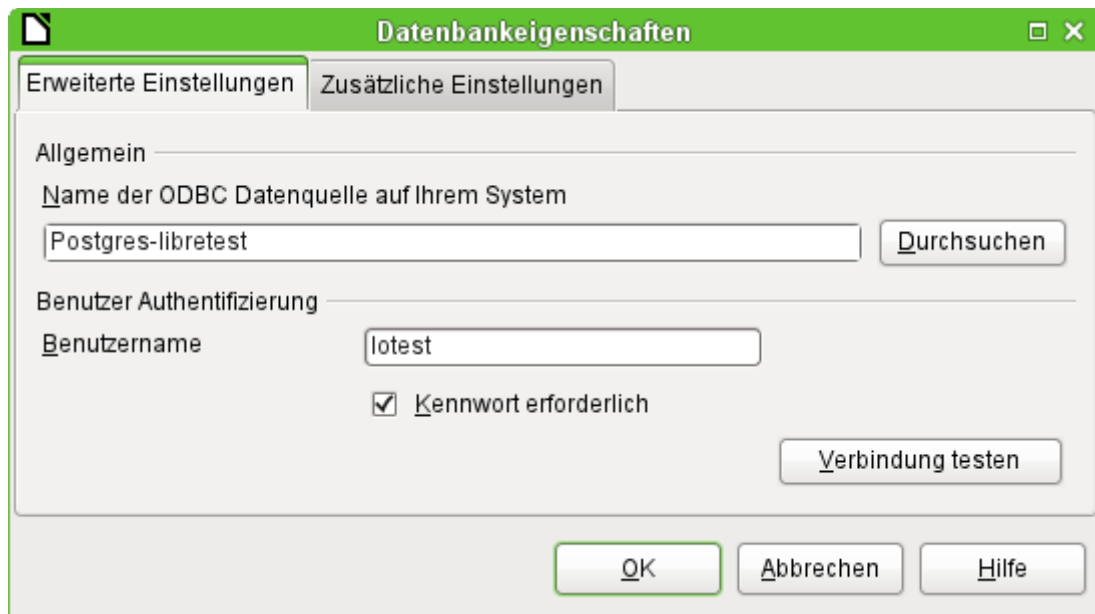 Datenbankeigenschaften
Erweiterte Einstellungen Zusätzliche Einstellungen
Allgemein
Name der ODBC Datenquelle auf Ihrem System
Postgres-libretest Durchsuchen
Benutzer Authentifizierung
Benutzername lotest
Kennwort erforderlich
Verbindung testen
OK Abbrechen Hilfe